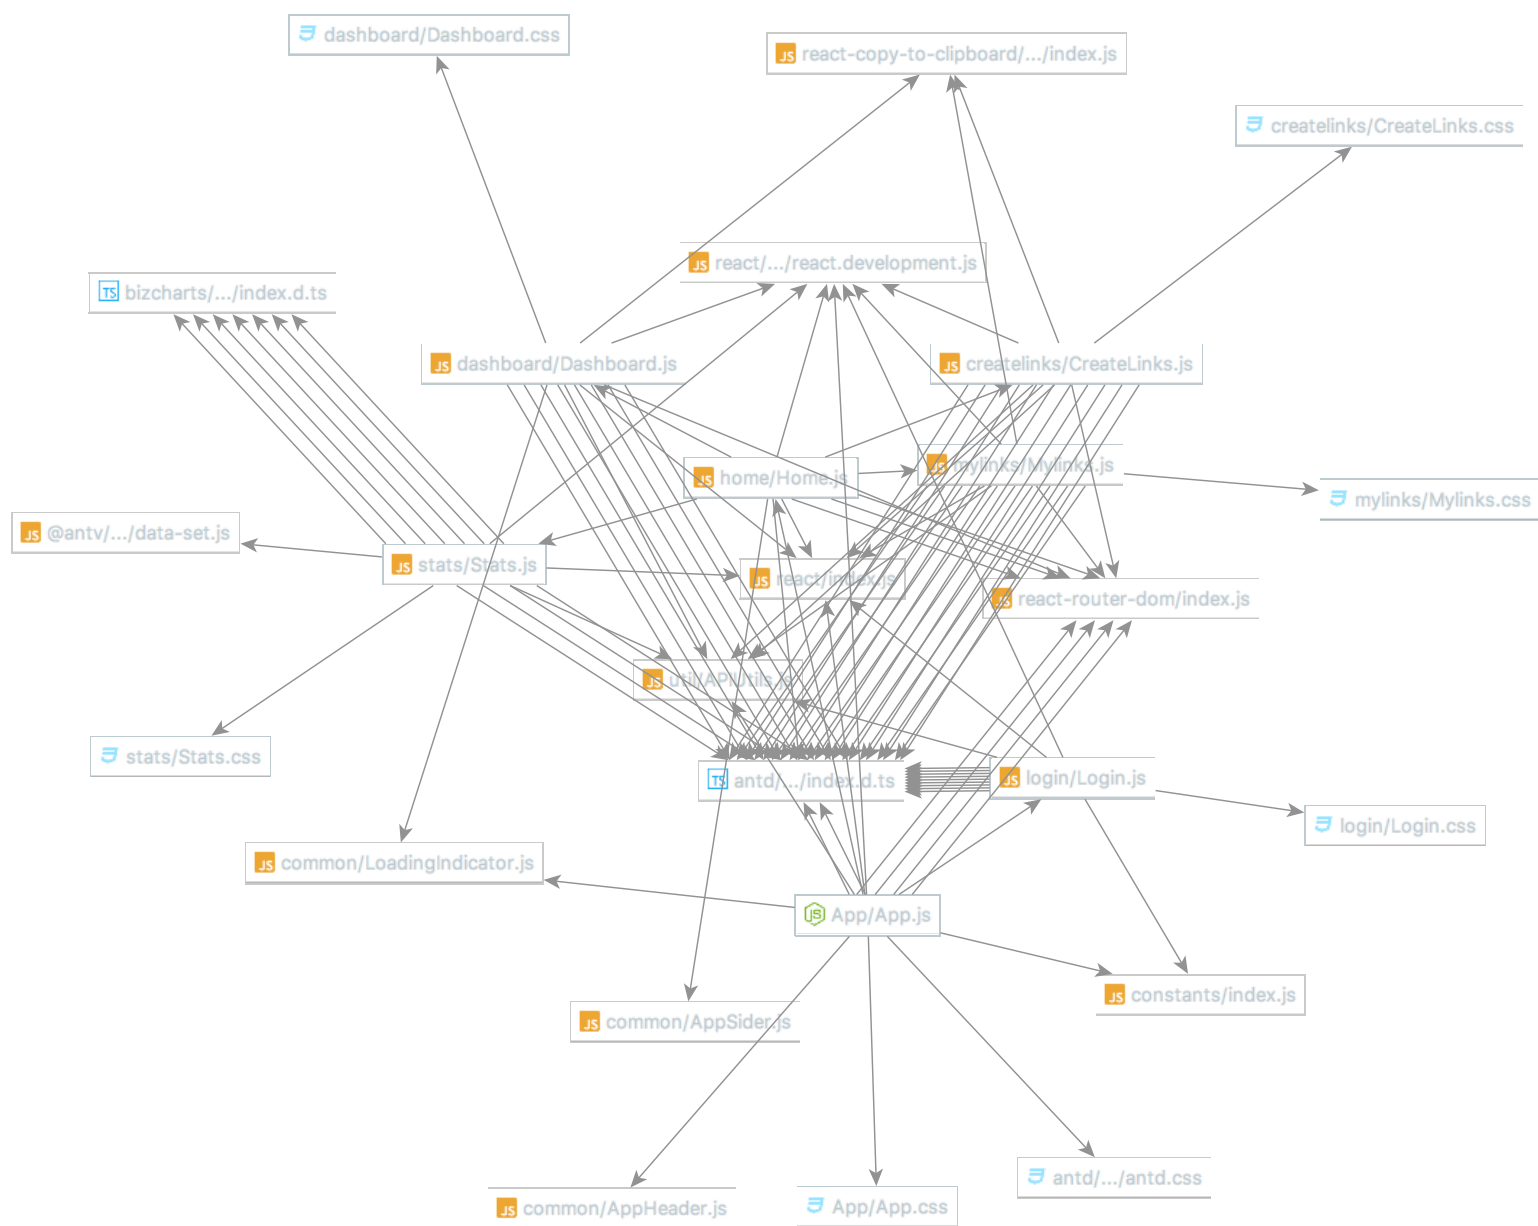 dashboard/Dashboard.css
react-copy-to-clipboard/.../index.js
createlinks/CreateLinks.css
react/.../react.development.js
bizcharts/.../index.d.ts
dashboard/Dashboard.js
createlinks/CreateLinks.js
mylinks/Mylinks.js
home/Home.js
mylinks/Mylinks.css
@antv/.../data-set.js
stats/Stats.js
react/index.js
react-router-dom/index.js
util/APIUtils.js
stats/Stats.css
antd/.../index.d.ts
login/Login.js
login/Login.css
common/LoadingIndicator.js
App/App.js
constants/index.js
common/AppSider.js
antd/.../antd.css
common/AppHeader.js
App/App.css